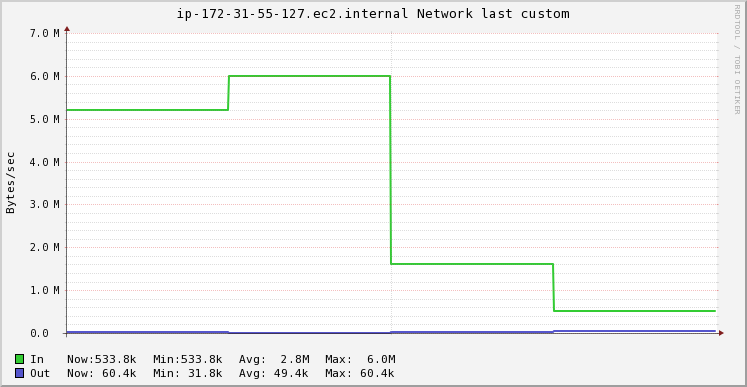 ip-172-31-55-127.ec2.internal Network last custom
RRDTOOL / TOBI OETIKER
Bytes/sec
7.0 M
6.0 M
5.0 M
4.0 M
3.0 M
2.0 M
1.0 M
0.0
In Now:533.8k Min:533.8k Avg: 2.8M Max: 6.0M
Out Now: 60.4k Min: 31.8k Avg: 49.4k Max: 60.4k